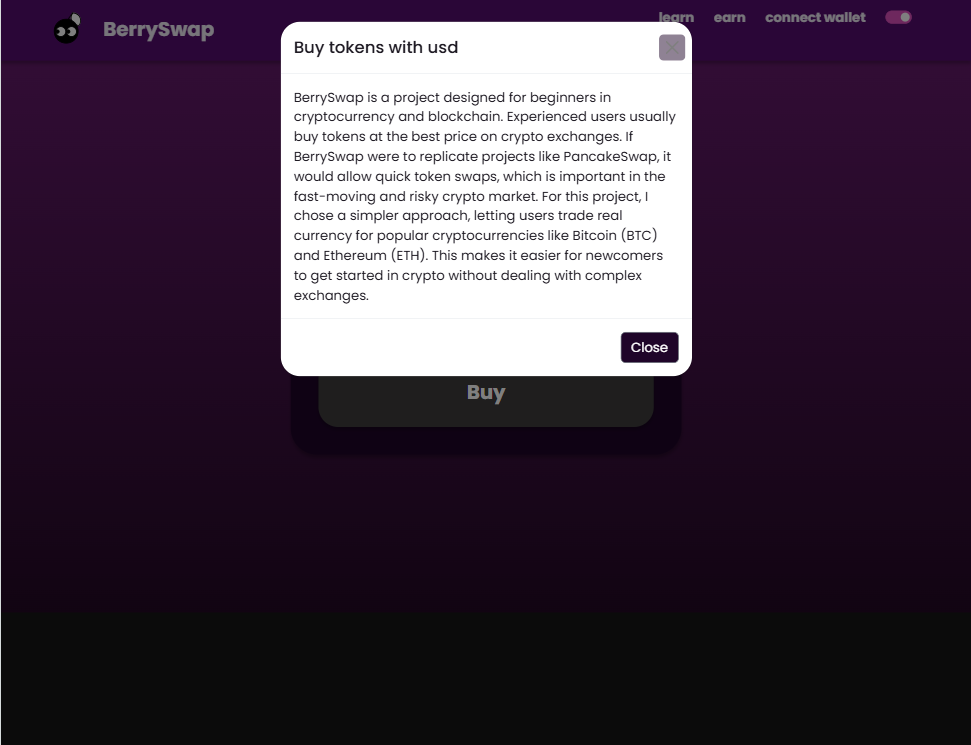 BerrySwap
learn earn connect wallet
Buy tokens with usd
BerrySwap is a project designed for beginners in
cryptocurrency and blockchain. Experienced users usually
buy tokens at the best price on crypto exchanges. If
BerrySwap were to replicate projects like PancakeSwap, it
would allow quick token swaps, which is important in the
fast-moving and risky crypto market. For this project, I
chose a simpler approach, letting users trade real
currency for popular cryptocurrencies like Bitcoin (BTC)
and Ethereum (ETH). This makes it easier for newcomers
to get started in crypto without dealing with complex
exchanges.
Close
Buy